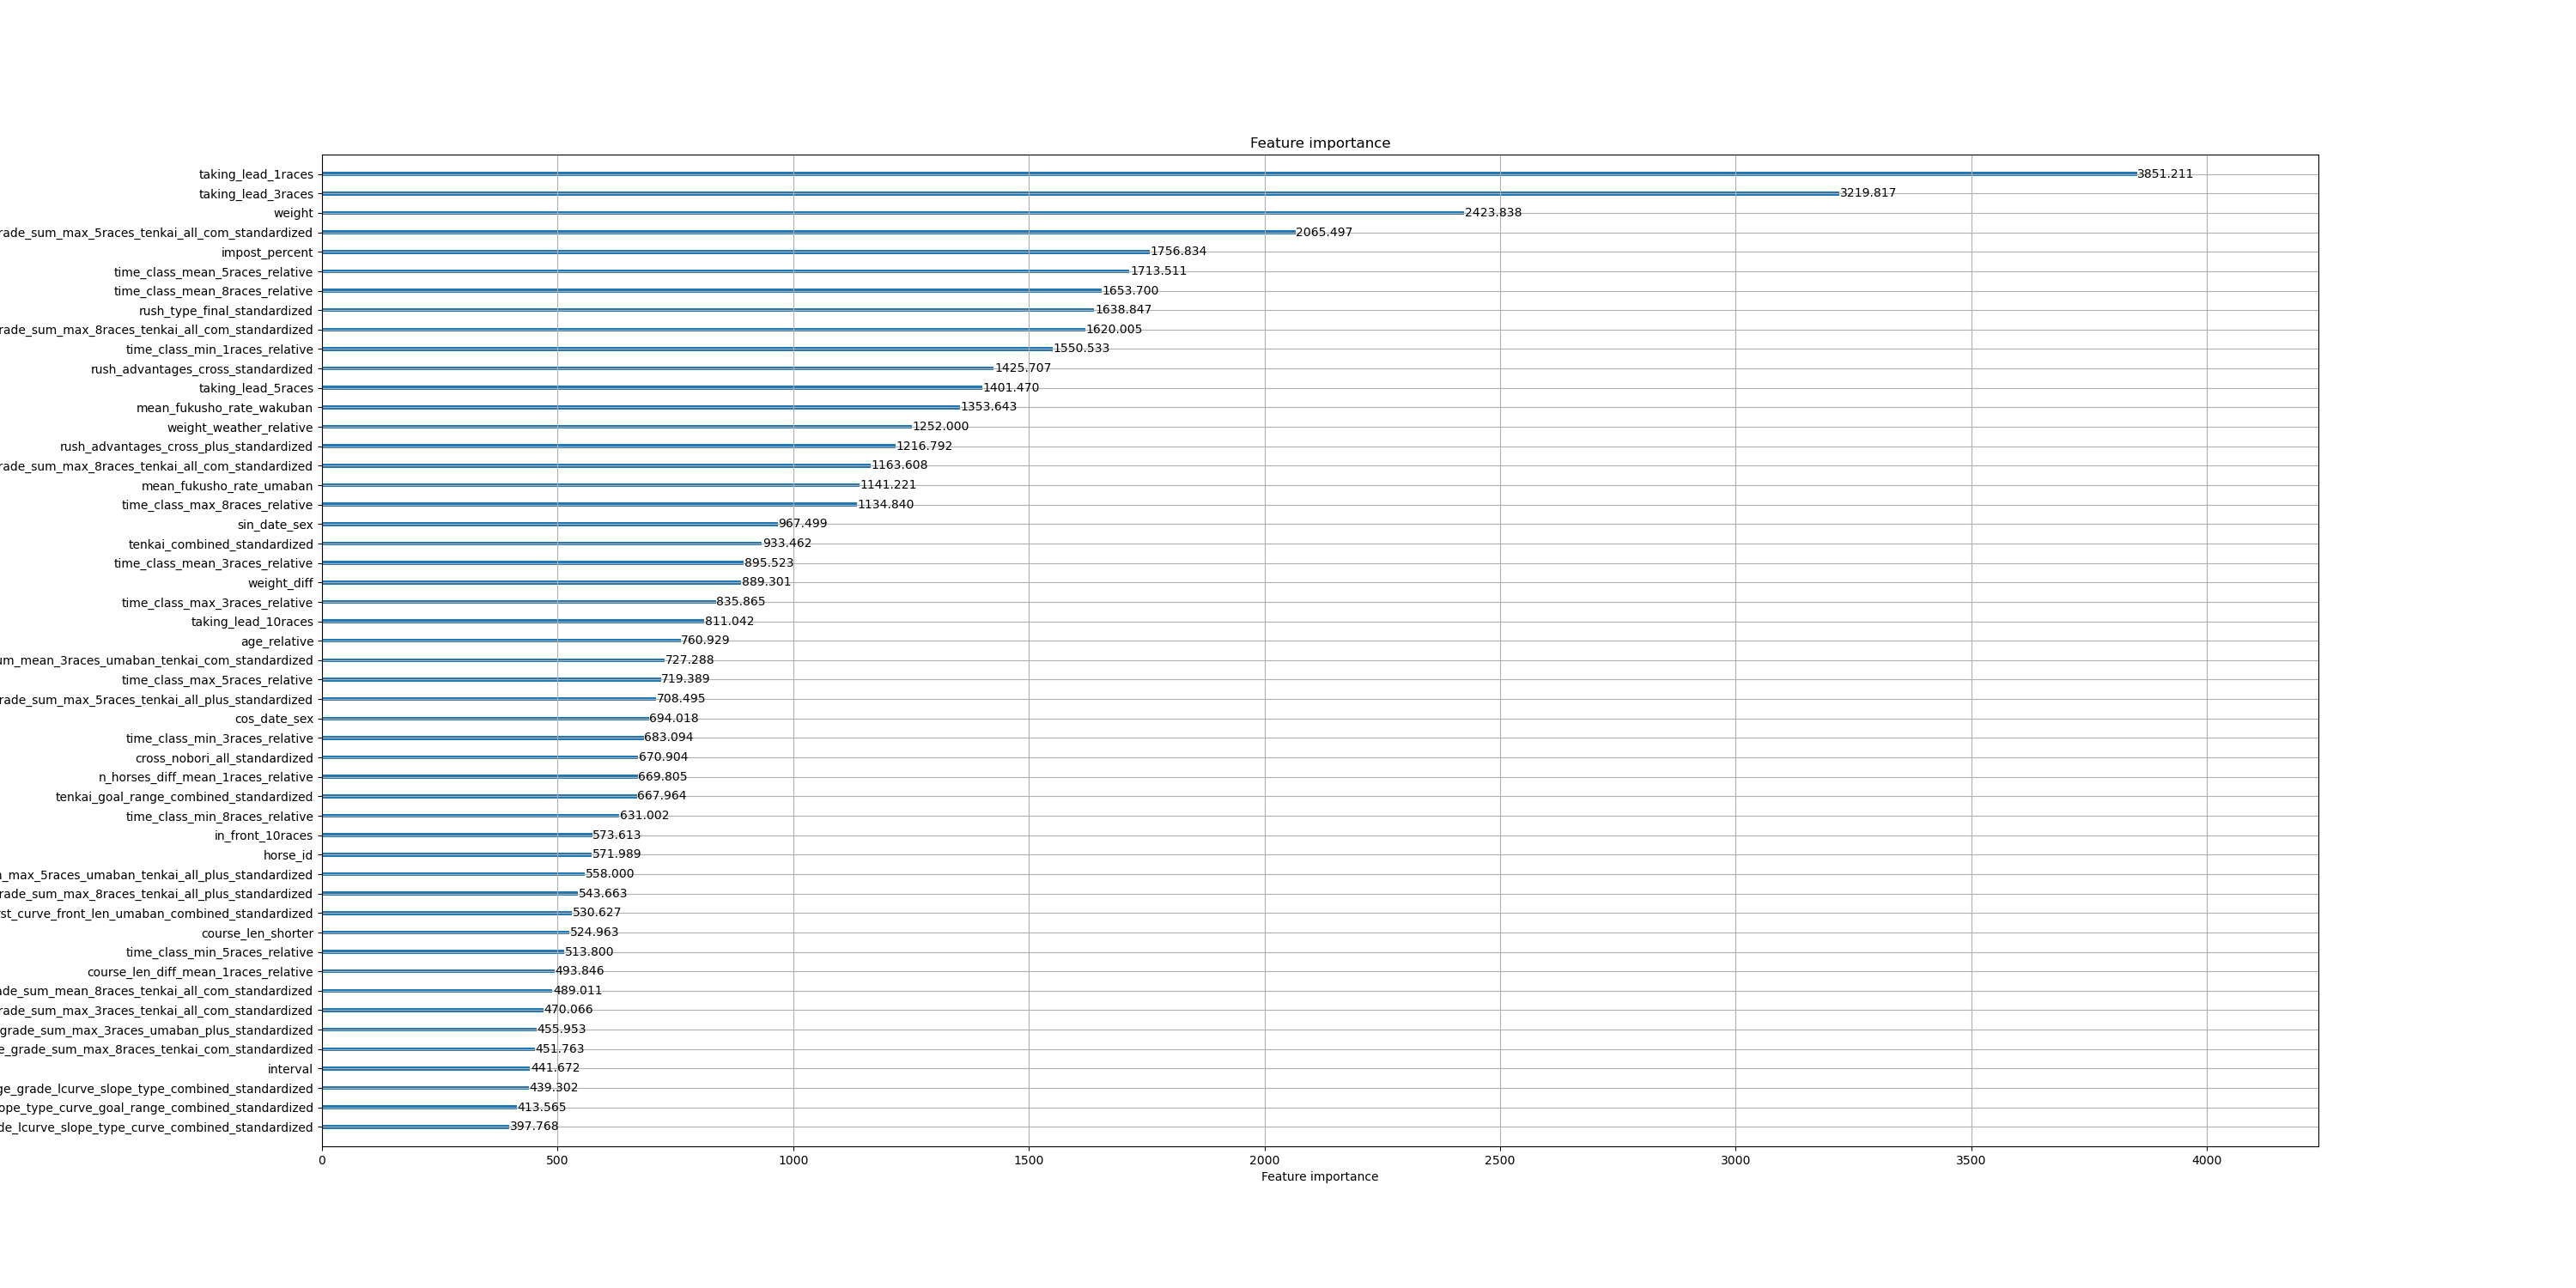 Feature importance
taking_lead_1races 3851.211
taking_lead_3races 3219.817
weight 2423.838
rade_sum_max_5races_tenkai_all_com_standardized 2065.497
impost_percent 1756.834
time_class_mean_5races_relative 1713.511
time_class_mean_8races_relative 1653.700
rush_type_final_standardized 1638.847
rade_sum_max_8races_tenkai_all_com_standardized 1620.005
time_class_min_1races_relative 1550.533
rush_advantages_cross_standardized 1425.707
taking_lead_5races 1401.470
mean_fukusho_rate_wakuban 1353.643
weight_weather_relative 1252.000
rush_advantages_cross_plus_standardized 1216.792
rade_sum_max_8races_tenkai_all_com_standardized 1163.608
mean_fukusho_rate_umaban 1141.221
time_class_max_8races_relative 1134.840
sin_date_sex 967.499
tenkai_combined_standardized 933.462
time_class_mean_3races_relative 895.523
weight_diff 889.301
time_class_max_3races_relative 835.865
taking_lead_10races 811.042
age_relative 760.929
um_mean_3races_umaban_tenkai_com_standardized 727.288
time_class_max_5races_relative 719.389
rade_sum_max_5races_tenkai_all_plus_standardized 708.495
cos_date_sex 694.018
time_class_min_3races_relative 683.094
cross_nobori_all_standardized 670.904
n_horses_diff_mean_1races_relative 669.805
tenkai_goal_range_combined_standardized 667.964
time_class_min_8races_relative 631.002
in_front_10races 573.613
horse_id 571.989
_max_5races_umaban_tenkai_all_plus_standardized 558.000
rade_sum_max_8races_tenkai_all_plus_standardized 543.663
st_curve_front_len_umaban_combined_standardized 530.627
course_len_shorter 524.963
time_class_min_5races_relative 513.800
course_len_diff_mean_1races_relative 493.846
de_sum_mean_8races_tenkai_all_com_standardized 489.011
rade_sum_max_3races_tenkai_all_com_standardized 470.066
grade_sum_max_3races_umaban_plus_standardized 455.953
e_grade_sum_max_8races_tenkai_com_standardized 451.763
interval 441.672
ge_grade_lcurve_slope_type_combined_standardized 439.302
ope_type_curve_goal_range_combined_standardized 413.565
de_lcurve_slope_type_curve_combined_standardized 397.768
0 500 1000 1500 2000 2500 3000 3500 4000
Feature importance